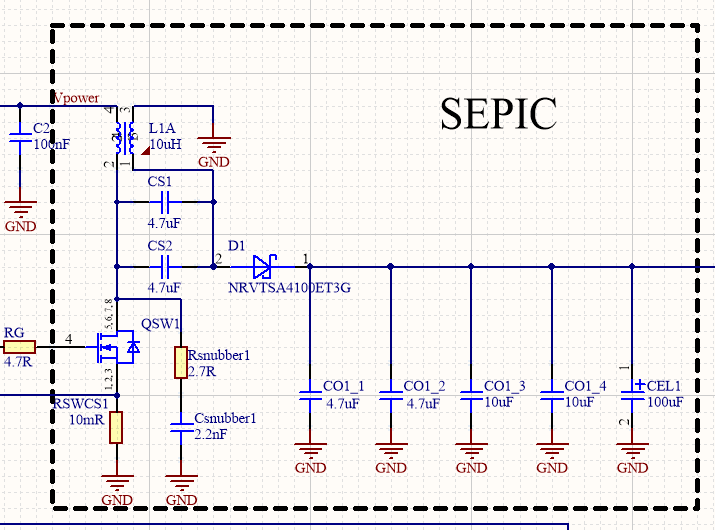 SEPIC
Vpower
4
3
C2
100nF
L1A
10uH
GND
2
1
CS1
GND
4.7uF
CS2
D1
2
1
4.7uF
NRVTSA4100ET3G
5,6,7,8
QSW1
RG
4
4.7R
Rsnubber1
2.7R
1
1,2,3
CO1_1
4.7uF
CO1_2
4.7uF
CO1_3
10uF
CO1_4
10uF
CEL1
100uF
RSWCS1
10mR
Csnubber1
2.2nF
2
GND
GND
GND
GND
GND
GND
GND